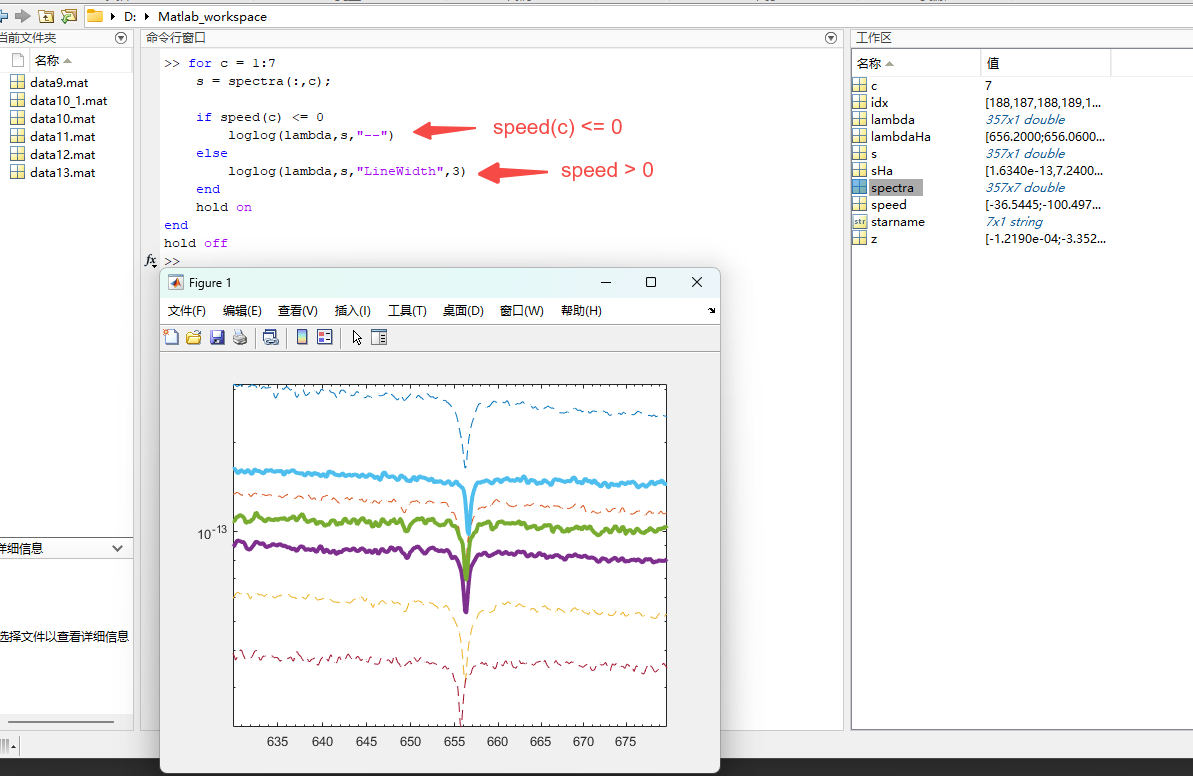 D: Matlab_workspace
当前文件夹
名称
data9.mat
data10_1.mat
data10.mat
data11.mat
data12.mat
data13.mat
详细信息
选择文件以查看详细信息
命令行窗口
>> for c = 1:7
s = spectra(:,c);
if speed(c) <= 0
loglog(lambda,s,"--")
speed(c) <= 0
else
loglog(lambda,s,"LineWidth",3)
speed > 0
end
hold on
end
hold off
fx >>
Figure 1
文件(F) 编辑(E) 查看(V) 插入(I) 工具(T) 桌面(D) 窗口(W) 帮助(H)
10-13
635 640 645 650 655 660 665 670 675
工作区
名称 值
c 7
idx [188,187,188,189,1...
lambda 357x1 double
lambdaHa [656.2000;656.0600...
s 357x1 double
sHa [1.6340e-13,7.2400...
spectra 357x7 double
speed [-36.5445;-100.497...
str starname 7x1 string
z [-1.2190e-04;-3.352...